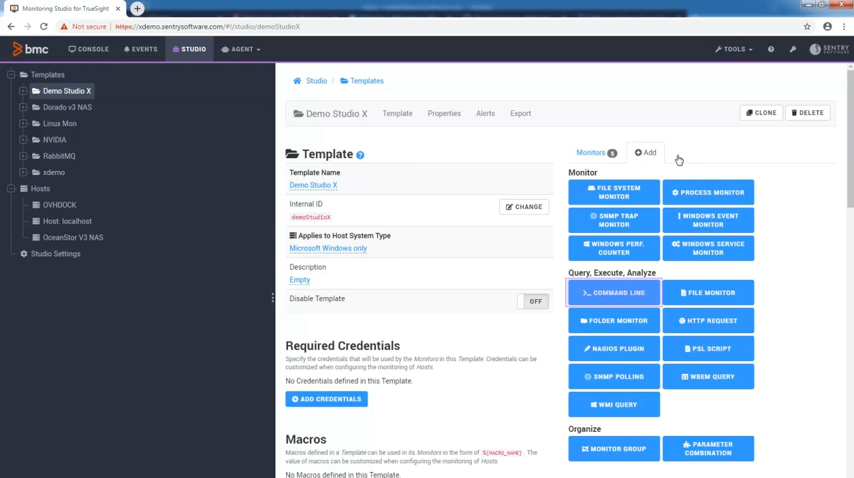 Monitoring Studio for TrueSight
Not secure | https://xdemo.sentrysoftware.com/#!/studio/demoStudioX
bmc
CONSOLE
EVENTS
STUDIO
AGENT
TOOLS
SENTRY
SOFTWARE
Templates
Demo Studio X
Dorado v3 NAS
Linux Mon
NVIDIA
RabbitMQ
xdemo
Hosts
OVHDOCK
Host: localhost
OceanStor V3 NAS
Studio Settings
Studio / Templates
Demo Studio X
Template
Properties
Alerts
Export
CLONE
DELETE
Template
Template Name
Demo Studio X
Internal ID
demoStudioX
CHANGE
Applies to Host System Type
Microsoft Windows only
Description
Empty
Disable Template
OFF
Required Credentials
Specify the credentials that will be used by the Monitors in this Template. Credentials can be
customized when configuring the monitoring of Hosts.
No Credentials defined in this Template.
ADD CREDENTIALS
Macros
Macros defined in a Template can be used in its Monitors in the form of ${MACRO_NAME} . The
value of macros can be customized when configuring the monitoring of Hosts.
No Macros defined in this Template.
Monitors
Add
Monitor
FILE SYSTEM
MONITOR
PROCESS MONITOR
SNMP TRAP
MONITOR
WINDOWS EVENT
MONITOR
WINDOWS PERF.
COUNTER
WINDOWS SERVICE
MONITOR
Query, Execute, Analyze
COMMAND LINE
FILE MONITOR
FOLDER MONITOR
HTTP REQUEST
NAGIOS PLUGIN
PSL SCRIPT
SNMP POLLING
WBEM QUERY
WMI QUERY
Organize
MONITOR GROUP
PARAMETER
COMBINATION